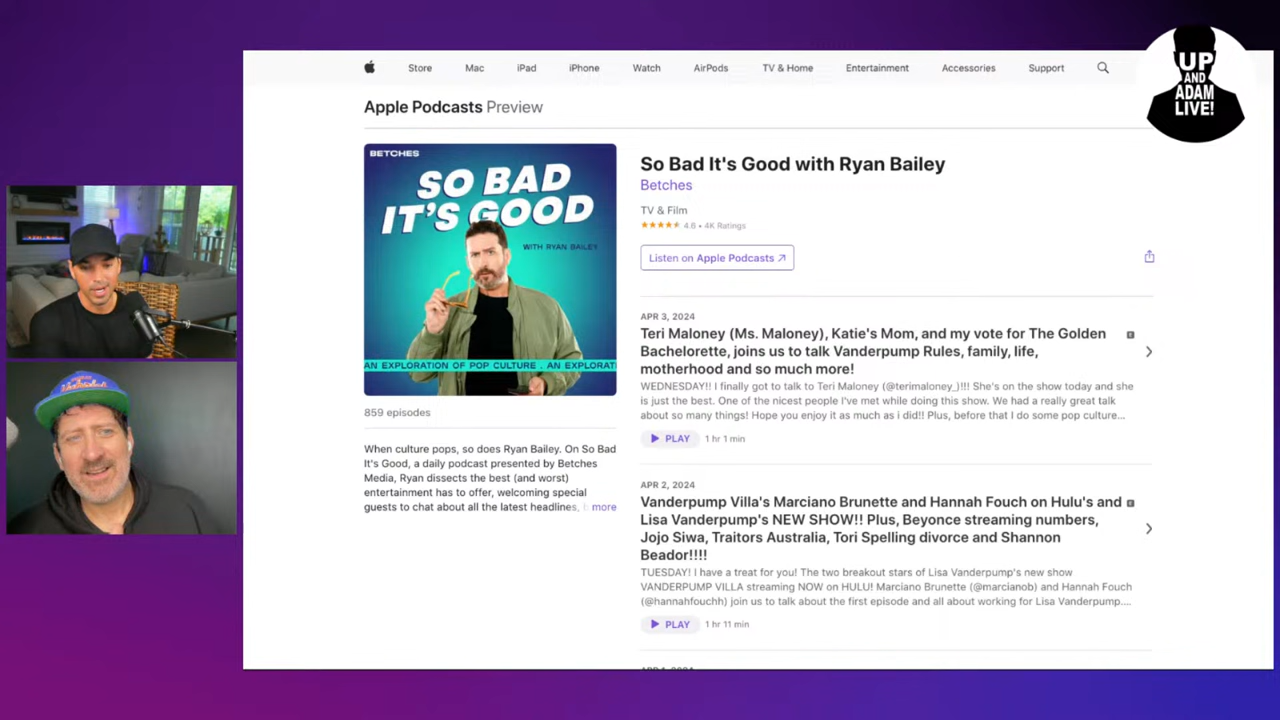 Store Mac iPad iPhone Watch AirPods TV & Home Entertainment Accessories Support
UP
AND
ADAM
LIVE!
Apple Podcasts Preview
BETCHES
SO BAD
IT'S GOOD
WITH RYAN BAILEY
AN EXPLORATION OF POP CULTURE . AN EXPLORATI
859 episodes
When culture pops, so does Ryan Bailey. On So Bad
It's Good, a daily podcast presented by Betches
Media, Ryan dissects the best (and worst)
entertainment has to offer, welcoming special
guests to chat about all the latest headlines, more
So Bad It's Good with Ryan Bailey
Betches
TV & Film
4.6 • 4K Ratings
Listen on Apple Podcasts ↗
APR 3, 2024
Teri Maloney (Ms. Maloney), Katie's Mom, and my vote for The Golden
Bachelorette, joins us to talk Vanderpump Rules, family, life,
motherhood and so much more!
WEDNESDAY!! I finally got to talk to Teri Maloney (@terimaloney_)!!! She's on the show today and she
is just the best. One of the nicest people I've met while doing this show. We had a really great talk
about so many things! Hope you enjoy it as much as i did!! Plus, before that I do some pop culture...
PLAY 1 hr 1 min
APR 2, 2024
Vanderpump Villa's Marciano Brunette and Hannah Fouch on Hulu's and
Lisa Vanderpump's NEW SHOW!! Plus, Beyonce streaming numbers,
Jojo Siwa, Traitors Australia, Tori Spelling divorce and Shannon
Beador!!!!
TUESDAY! I have a treat for you! The two breakout stars of Lisa Vanderpump's new show
VANDERPUMP VILLA streaming NOW on HULU! Marciano Brunette (@marcianob) and Hannah Fouch
(@hannahfouchh) join us to talk about the first episode and all about working for Lisa Vanderpump....
PLAY 1 hr 11 min